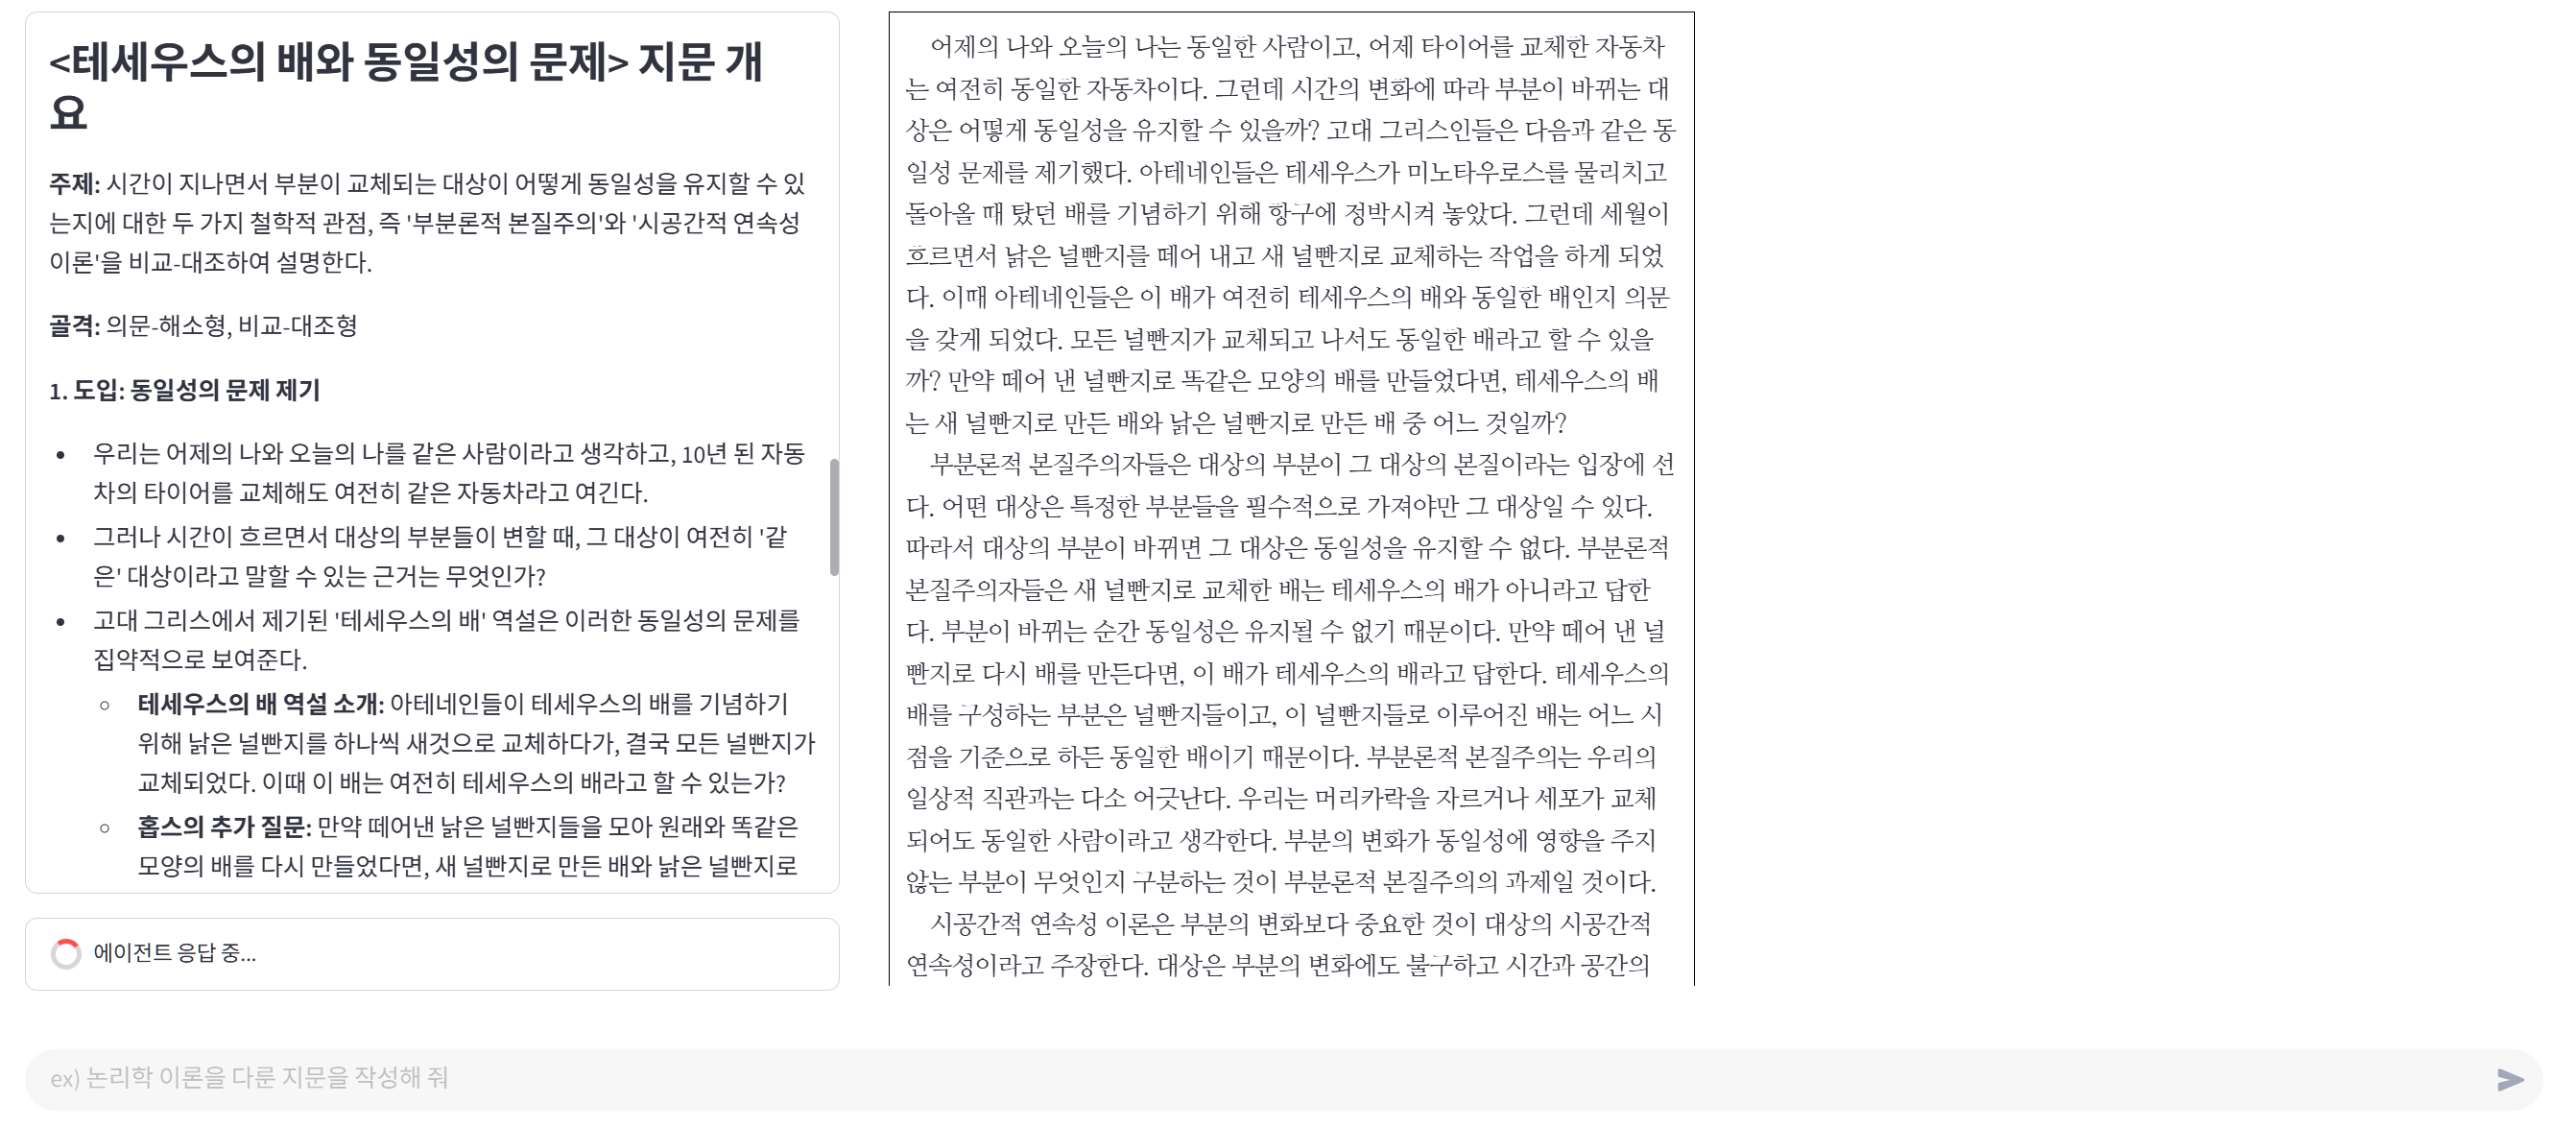 <테세우스의 배와 동일성의 문제> 지문 개
요
주제: 시간이 지나면서 부분이 교체되는 대상이 어떻게 동일성을 유지할 수 있
는지에 대한 두 가지 철학적 관점, 즉 '부분론적 본질주의'와 '시공간적 연속성
이론'을 비교-대조하여 설명한다.
골격: 의문-해소형, 비교-대조형
1. 도입: 동일성의 문제 제기
• 우리는 어제의 나와 오늘의 나를 같은 사람이라고 생각하고, 10년 된 자동
차의 타이어를 교체해도 여전히 같은 자동차라고 여긴다.
• 그러나 시간이 흐르면서 대상의 부분들이 변할 때, 그 대상이 여전히 '같
은' 대상이라고 말할 수 있는 근거는 무엇인가?
• 고대 그리스에서 제기된 '테세우스의 배' 역설은 이러한 동일성의 문제를
집약적으로 보여준다.
◦ 테세우스의 배 역설 소개: 아테네인들이 테세우스의 배를 기념하기
위해 낡은 널빤지를 하나씩 새것으로 교체하다가, 결국 모든 널빤지가
교체되었다. 이때 이 배는 여전히 테세우스의 배라고 할 수 있는가?
◦ 홉스의 추가 질문: 만약 떼어낸 낡은 널빤지들을 모아 원래와 똑같은
모양의 배를 다시 만들었다면, 새 널빤지로 만든 배와 낡은 널빤지로
에이전트 응답 중...
어제의 나와 오늘의 나는 동일한 사람이고, 어제 타이어를 교체한 자동차
는 여전히 동일한 자동차이다. 그런데 시간의 변화에 따라 부분이 바뀌는 대
상은 어떻게 동일성을 유지할 수 있을까? 고대 그리스인들은 다음과 같은 동
일성 문제를 제기했다. 아테네인들은 테세우스가 미노타우로스를 물리치고
돌아올 때 탔던 배를 기념하기 위해 항구에 정박시켜 놓았다. 그런데 세월이
흐르면서 낡은 널빤지를 떼어 내고 새 널빤지로 교체하는 작업을 하게 되었
다. 이때 아테네인들은 이 배가 여전히 테세우스의 배와 동일한 배인지 의문
을 갖게 되었다. 모든 널빤지가 교체되고 나서도 동일한 배라고 할 수 있을
까? 만약 떼어 낸 널빤지로 똑같은 모양의 배를 만들었다면, 테세우스의 배
는 새 널빤지로 만든 배와 낡은 널빤지로 만든 배 중 어느 것일까?
부분론적 본질주의자들은 대상의 부분이 그 대상의 본질이라는 입장에 선
다. 어떤 대상은 특정한 부분들을 필수적으로 가져야만 그 대상일 수 있다.
따라서 대상의 부분이 바뀌면 그 대상은 동일성을 유지할 수 없다. 부분론적
본질주의자들은 새 널빤지로 교체한 배는 테세우스의 배가 아니라고 답한
다. 부분이 바뀌는 순간 동일성은 유지될 수 없기 때문이다. 만약 떼어 낸 널
빤지로 다시 배를 만든다면, 이 배가 테세우스의 배라고 답한다. 테세우스의
배를 구성하는 부분은 널빤지들이고, 이 널빤지들로 이루어진 배는 어느 시
점을 기준으로 하든 동일한 배이기 때문이다. 부분론적 본질주의는 우리의
일상적 직관과는 다소 어긋난다. 우리는 머리카락을 자르거나 세포가 교체
되어도 동일한 사람이라고 생각한다. 부분의 변화가 동일성에 영향을 주지
않는 부분이 무엇인지 구분하는 것이 부분론적 본질주의의 과제일 것이다.
시공간적 연속성 이론은 부분의 변화보다 중요한 것이 대상의 시공간적
연속성이라고 주장한다. 대상은 부분의 변화에도 불구하고 시간과 공간의
ex) 논리학 이론을 다룬 지문을 작성해 줘